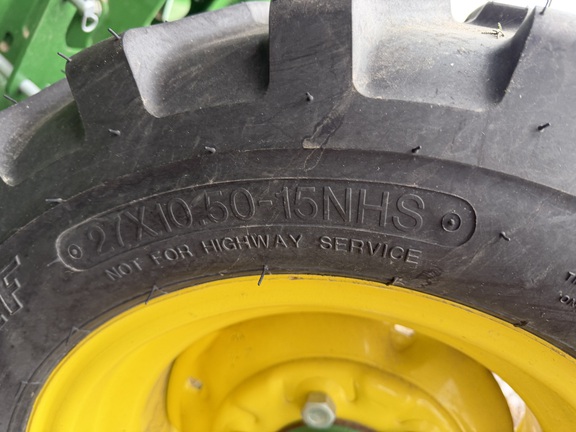 27X10.50-15NHS
NOT FOR HIGHWAY SERVICE